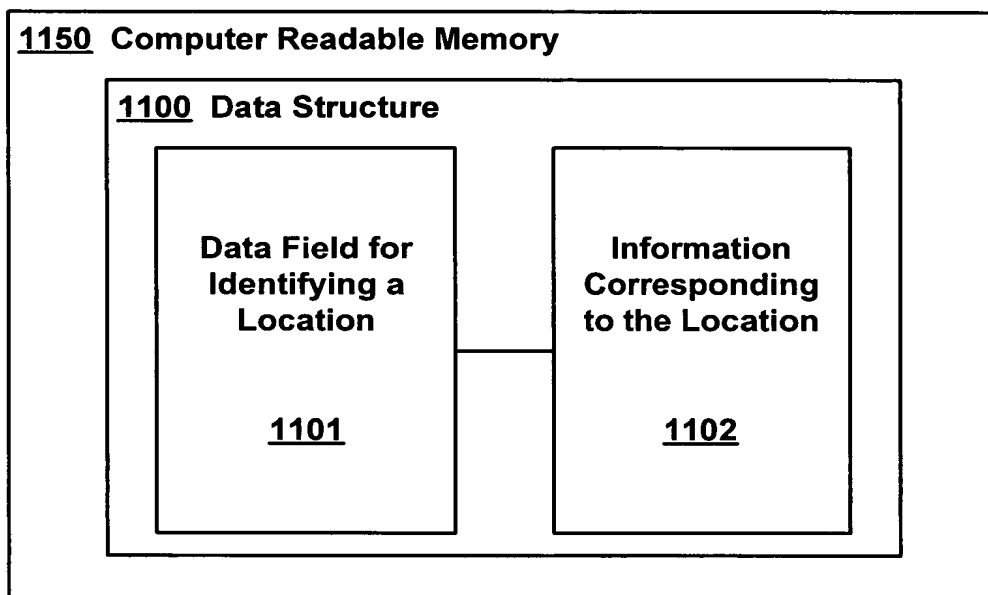 1150 Computer Readable Memory
1100 Data Structure
Data Field for
Identifying a
Location
1101
Information
Corresponding
to the Location
1102